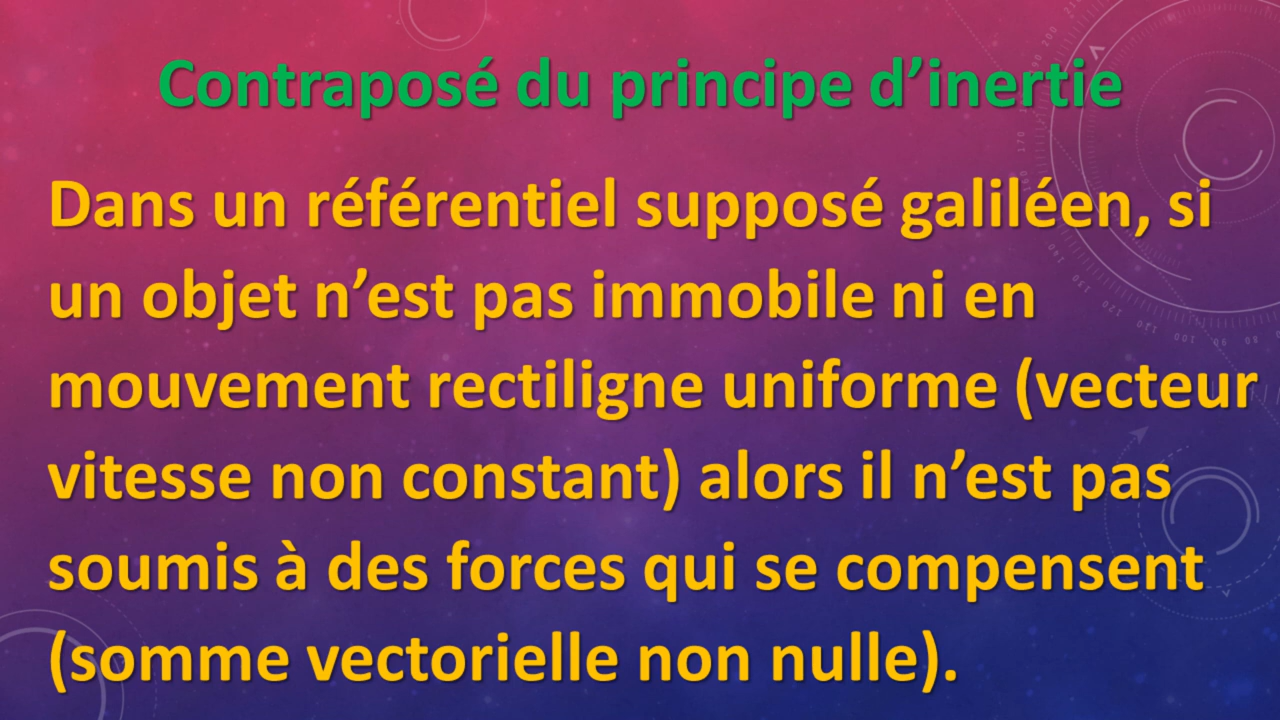 Contraposé du principe d’inertie
Dans un référentiel supposé galiléen, si
un objet n’est pas immobile ni en
mouvement rectiligne uniforme (vecteur
vitesse non constant) alors il n’est pas
soumis à des forces qui se compensent
(somme vectorielle non nulle).